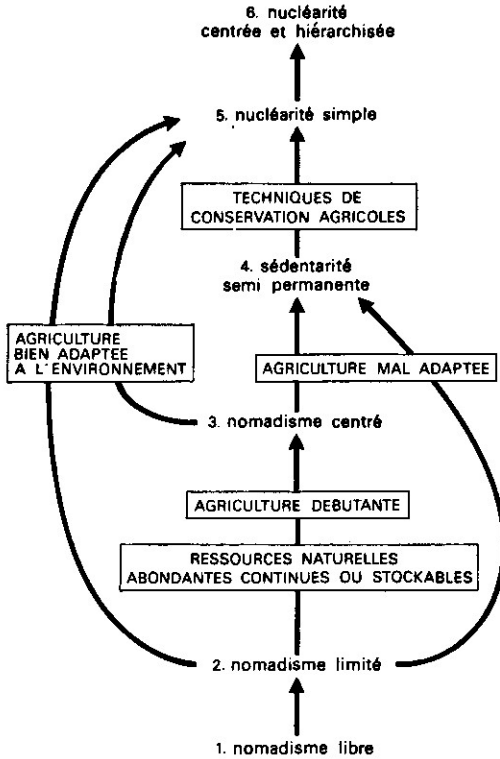 6. nucléarité
centrée et hiérarchisée
5. nucléarité simple
TECHNIQUES DE
CONSERVATION AGRICOLES
4. sédentarité
semi permanente
AGRICULTURE
BIEN ADAPTEE
A L'ENVIRONNEMENT
AGRICULTURE MAL ADAPTEE
3. nomadisme centré
AGRICULTURE DEBUTANTE
RESSOURCES NATURELLES
ABONDANTES CONTINUES OU STOCKABLES
2. nomadisme limité
1. nomadisme libre